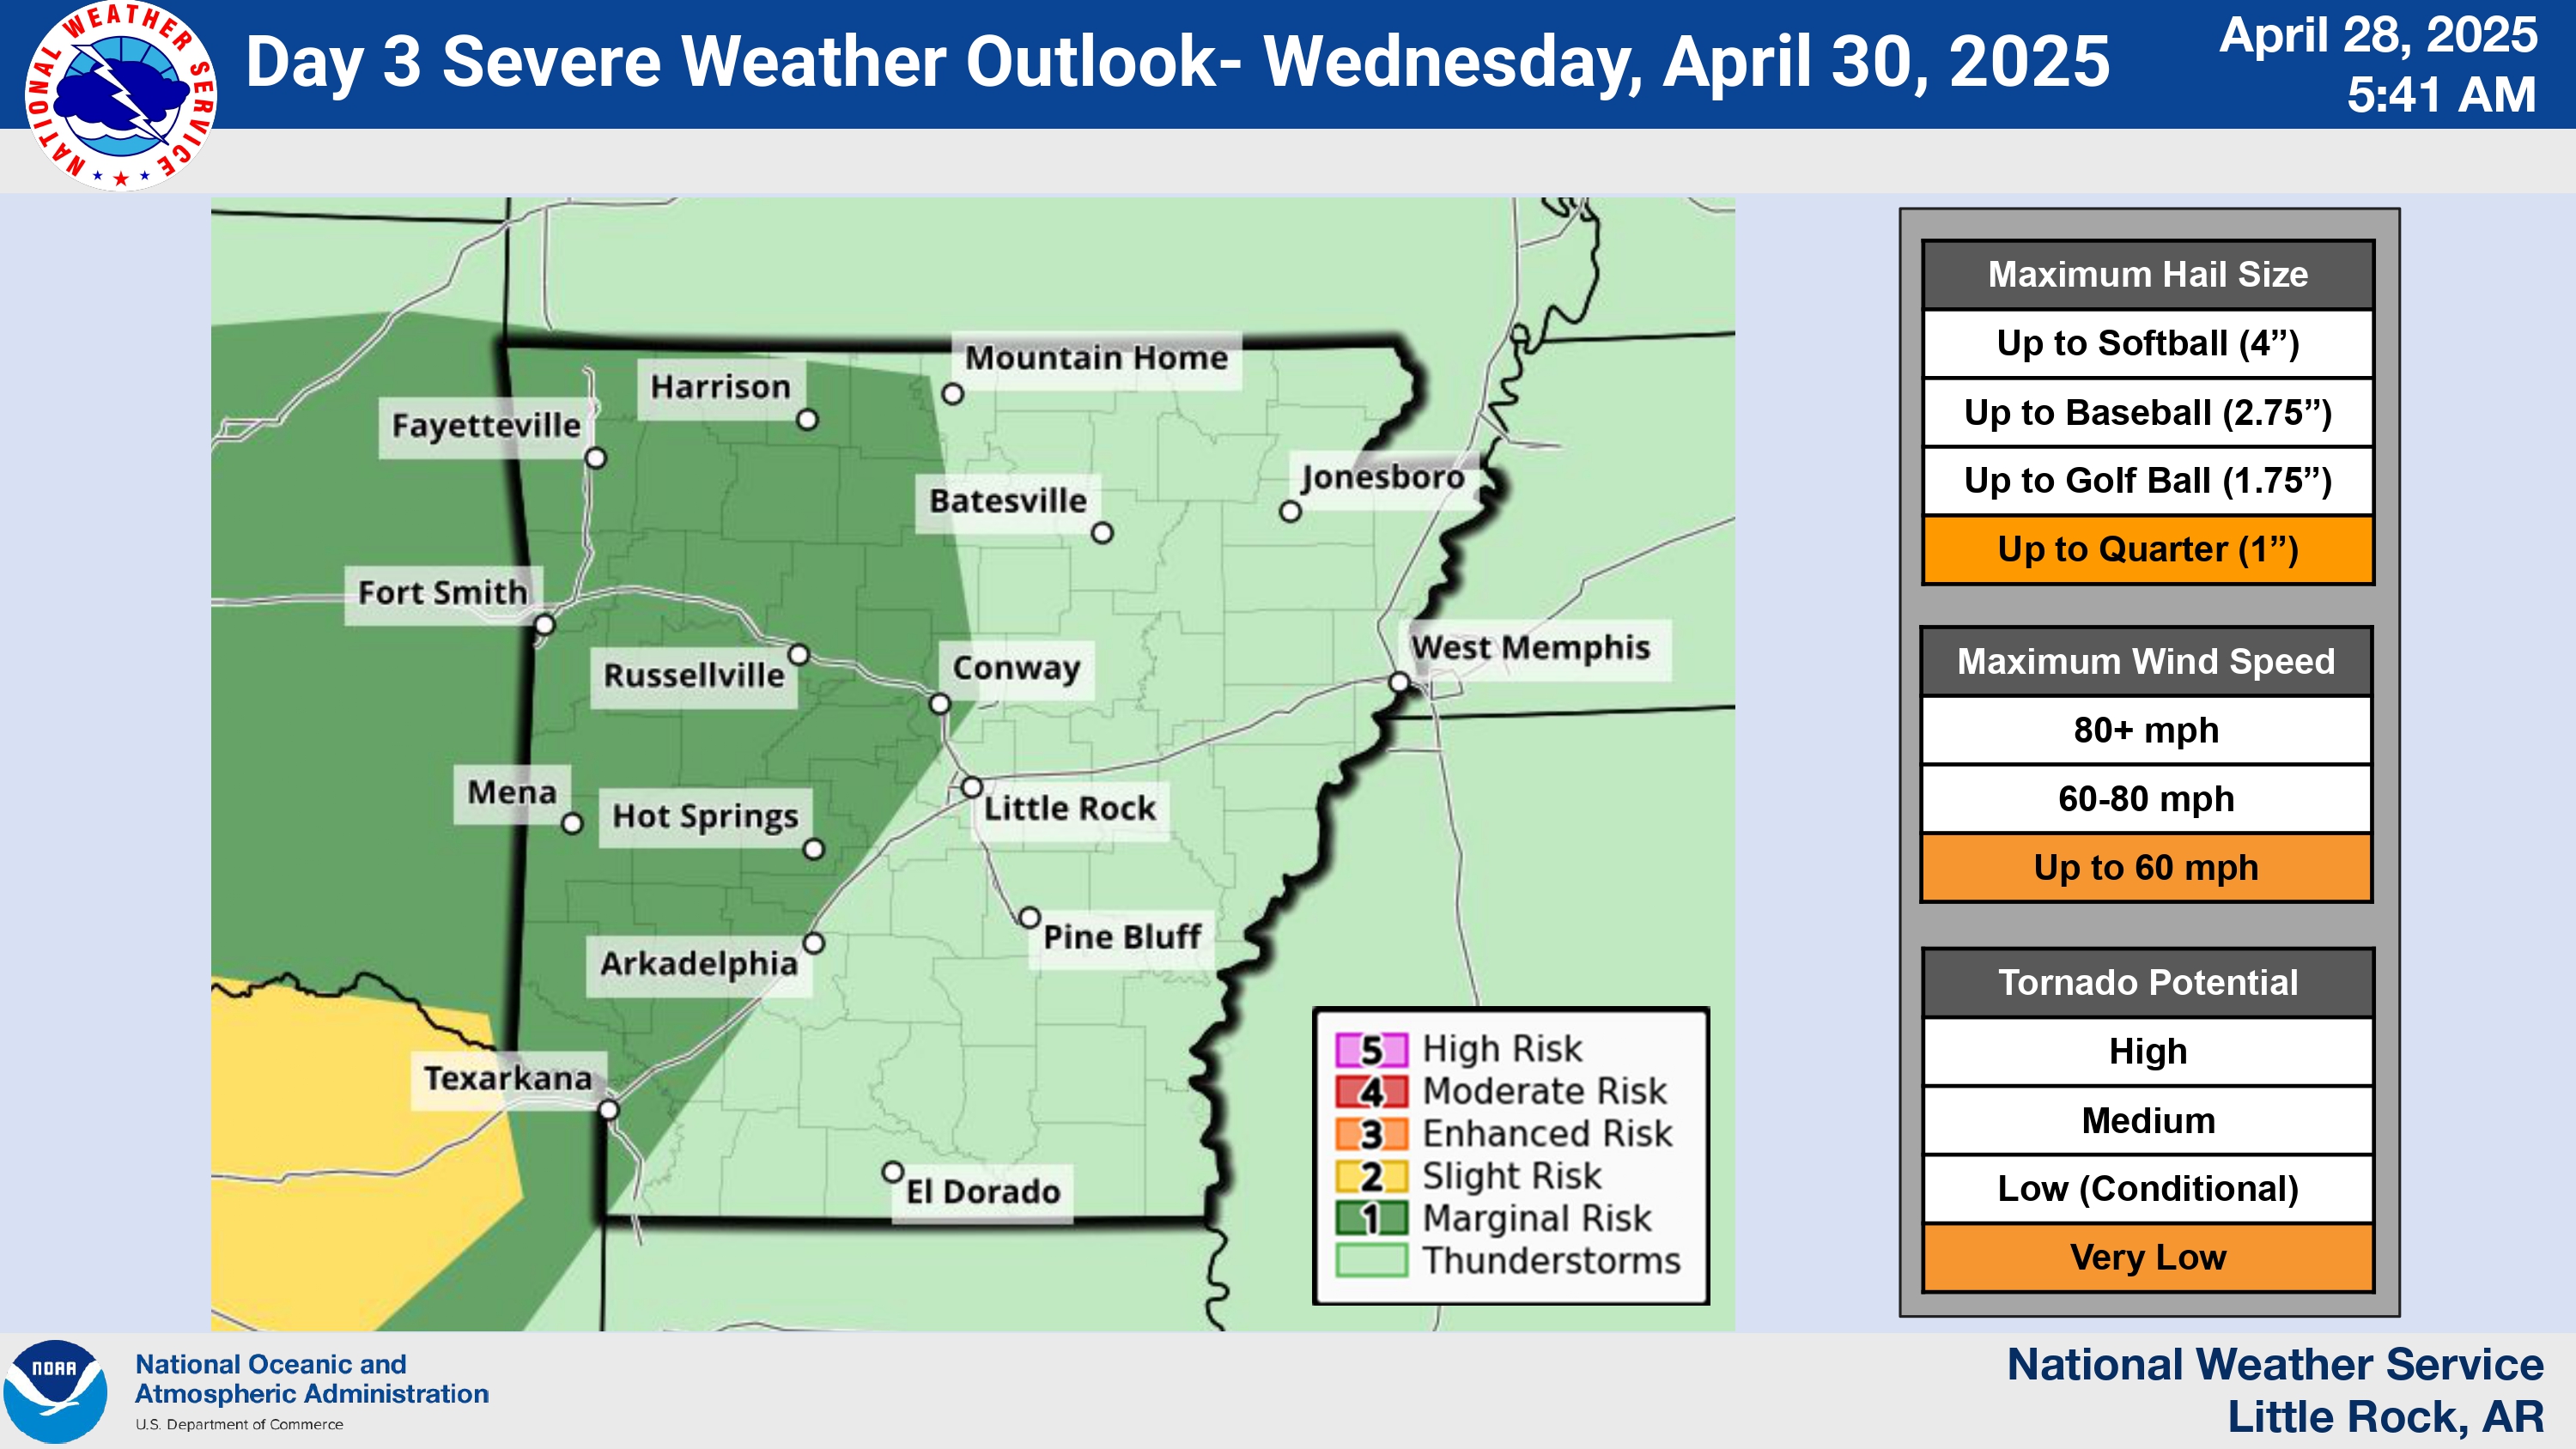 NATIONAL WEATHER SERVICE
Day 3 Severe Weather Outlook- Wednesday, April 30, 2025
April 28, 2025
5:41 AM
Mountain Home
Harrison
Fayetteville
Jonesboro
Batesville
Fort Smith
West Memphis
Conway
Russellville
Mena
Hot Springs
Little Rock
Pine Bluff
Arkadelphia
Texarkana
El Dorado
5 High Risk
4 Moderate Risk
3 Enhanced Risk
2 Slight Risk
1 Marginal Risk
Thunderstorms
Maximum Hail Size
Up to Softball (4”)
Up to Baseball (2.75”)
Up to Golf Ball (1.75”)
Up to Quarter (1”)
Maximum Wind Speed
80+ mph
60-80 mph
Up to 60 mph
Tornado Potential
High
Medium
Low (Conditional)
Very Low
NOAA
National Oceanic and
Atmospheric Administration
U.S. Department of Commerce
National Weather Service
Little Rock, AR